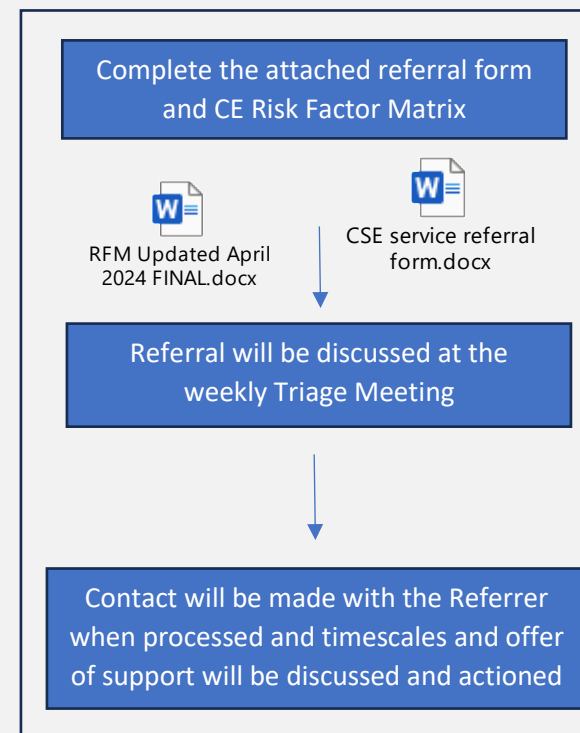 Complete the attached referral form
and CE Risk Factor Matrix
W
RFM Updated April
2024 FINAL.docx
W
CSE service referral
form.docx
Referral will be discussed at the
weekly Triage Meeting
Contact will be made with the Referrer
when processed and timescales and offer
of support will be discussed and actioned